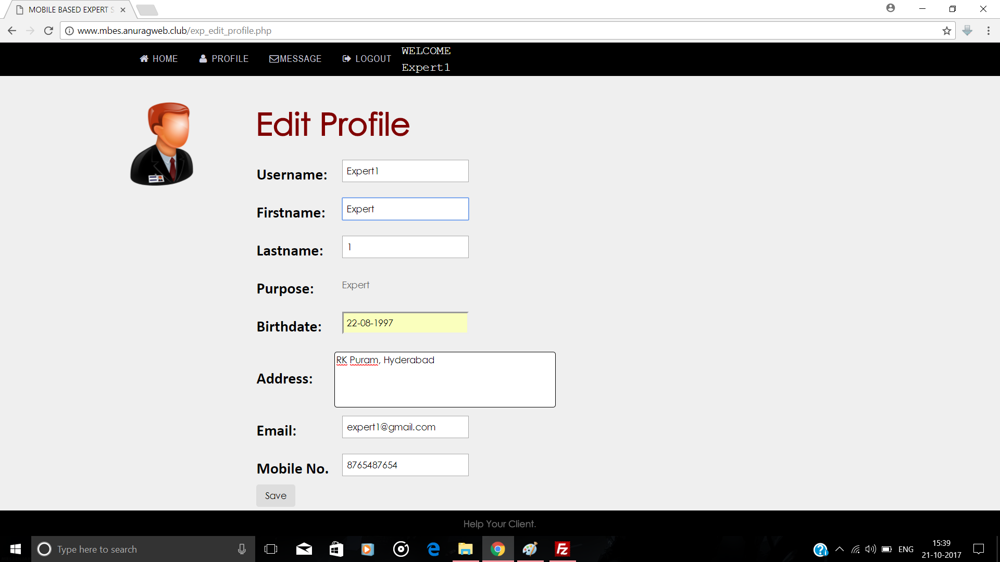 MOBILE BASED EXPERT S
www.mbes.anuragweb.club/exp_edit_profile.php
HOME PROFILE MESSAGE LOGOUT WELCOME
Expert1
Edit Profile
Username: Expert1
Firstname: Expert
Lastname: 1
Purpose: Expert
Birthdate: 22-08-1997
Address: RK Puram, Hyderabad
Email: expert1@gmail.com
Mobile No. 8765487654
Save
Help Your Client.
Type here to search
ENG
15:39
21-10-2017